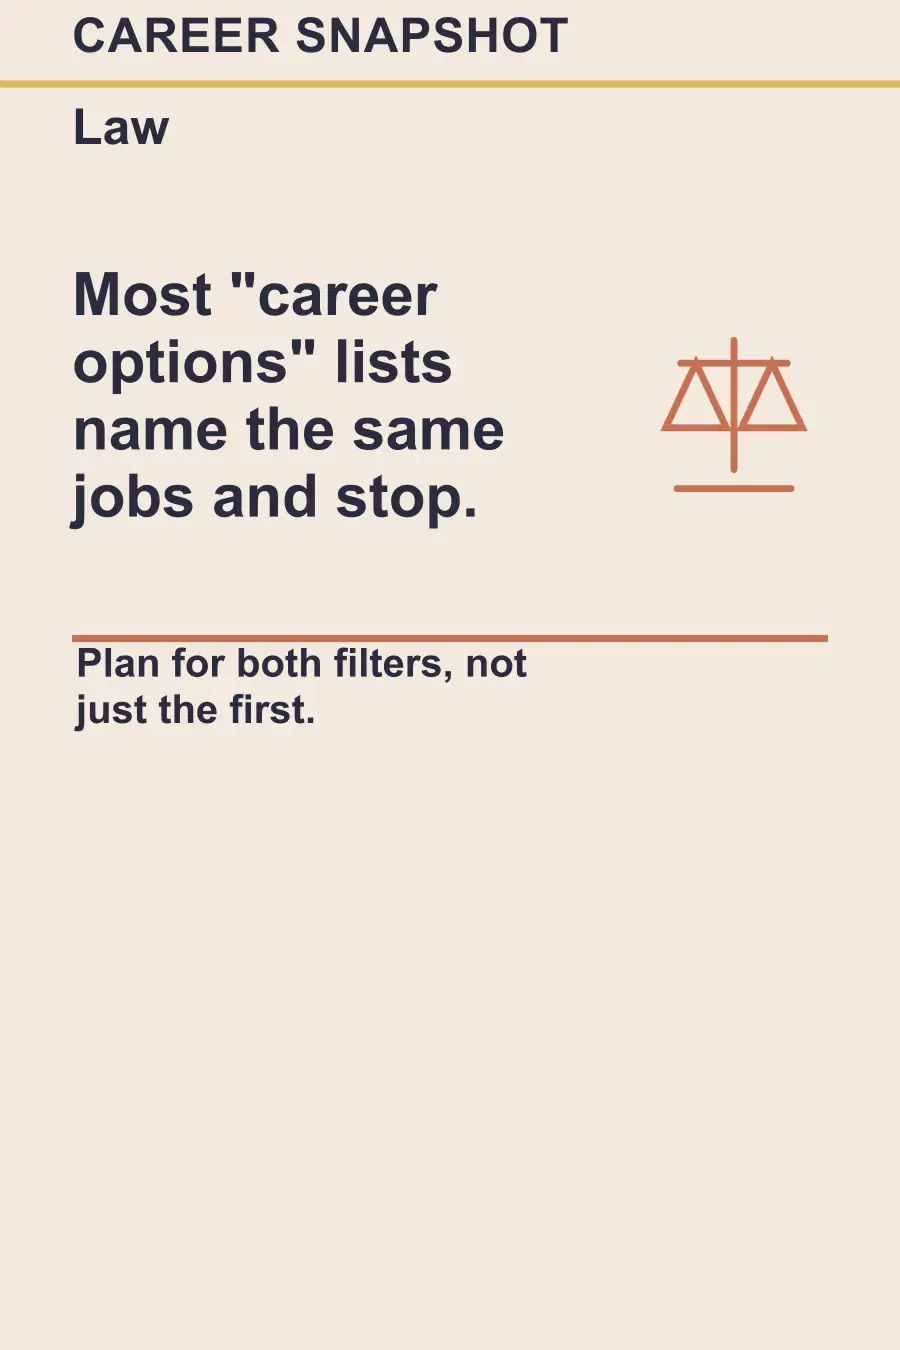 CAREER SNAPSHOT
Law
Most "career
options" lists
name the same
jobs and stop.
Plan for both filters, not
just the first.